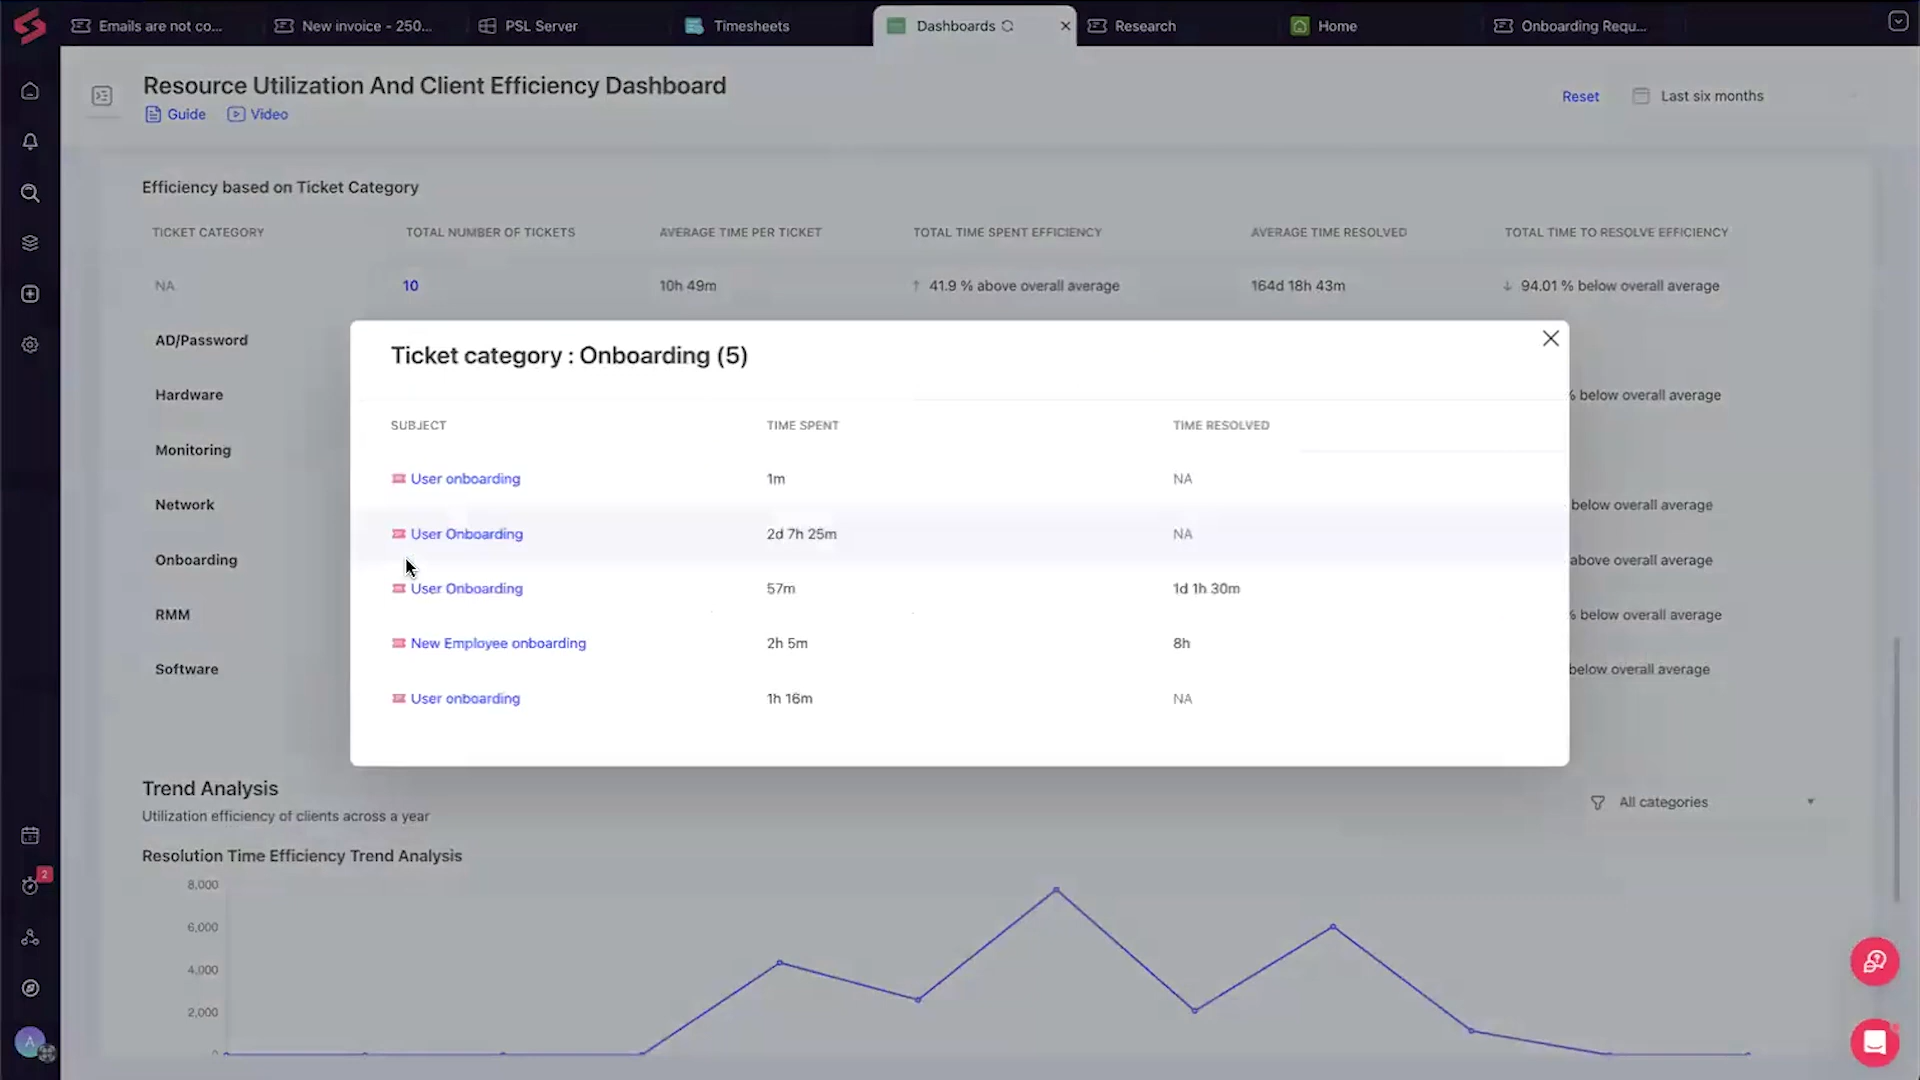 Emails are not co...
New invoice - 250...
PSL Server
Timesheets
Dashboards
Research
Home
Onboarding Requ...
Resource Utilization And Client Efficiency Dashboard
Guide
Video
Reset
Last six months
Efficiency based on Ticket Category
TICKET CATEGORY
TOTAL NUMBER OF TICKETS
AVERAGE TIME PER TICKET
TOTAL TIME SPENT EFFICIENCY
AVERAGE TIME RESOLVED
TOTAL TIME TO RESOLVE EFFICIENCY
NA
10
10h 49m
↑ 41.9 % above overall average
164d 18h 43m
↓ 94.01 % below overall average
AD/Password
Hardware
% below overall average
Monitoring
Network
below overall average
Onboarding
above overall average
RMM
% below overall average
Software
below overall average
Ticket category : Onboarding (5)
SUBJECT
TIME SPENT
TIME RESOLVED
User onboarding
1m
NA
User Onboarding
2d 7h 25m
NA
User Onboarding
57m
1d 1h 30m
New Employee onboarding
2h 5m
8h
User onboarding
1h 16m
NA
Trend Analysis
Utilization efficiency of clients across a year
All categories
Resolution Time Efficiency Trend Analysis
8,000
6,000
4,000
2,000
2
A